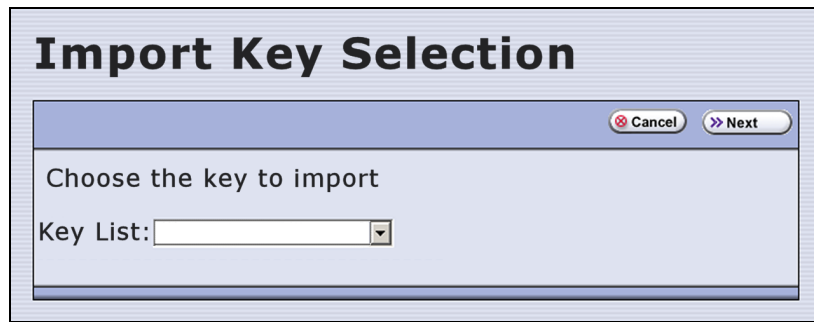 Import Key Selection
Cancel Next
Choose the key to import
Key List: